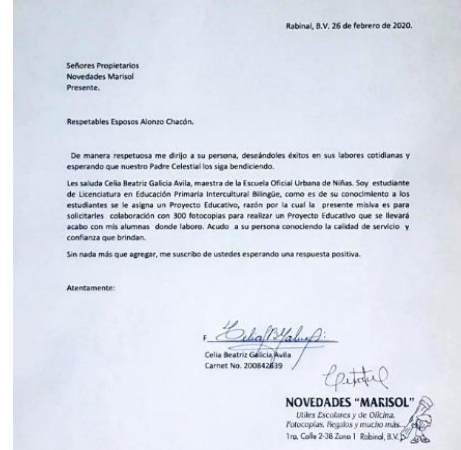 Rabinal, B.V. 26 de febrero de 2020.
Señores Propietarios
Novedades Marisol
Presente.
Respetables Esposos Alonzo Chacón.
De manera respetuosa me dirijo a su persona, deseándoles éxitos en sus labores cotidianas y
esperando que nuestro Padre Celestial los siga bendiciendo.
Les saluda Celia Beatriz Galicia Avila, maestra de la Escuela Oficial Urbana de Niñas. Soy estudiante
de Licenciatura en Educación Primaria Intercultural Bilingüe, como es de su conocimiento a los
estudiantes se le asigna un Proyecto Educativo, razón por la cual la presente misiva es para
solicitarles colaboración con 300 fotocopias para realizar un Proyecto Educativo que se llevará
acabo con mis alumnas donde laboro. Acudo a su persona conociendo la calidad de servicio y
confianza que brindan.
Sin nada más que agregar, me suscribo de ustedes esperando una respuesta positiva.
Atentamente:
F
Celia Beatriz Galicia Avila
Carnet No. 200842639
NOVEDADES "MARISOL"
Utiles Escolares y de Oficina,
Fotocopias, Regalos y mucho más...
1ra. Calle 2-38 Zona 1 Rabinal, B.V.